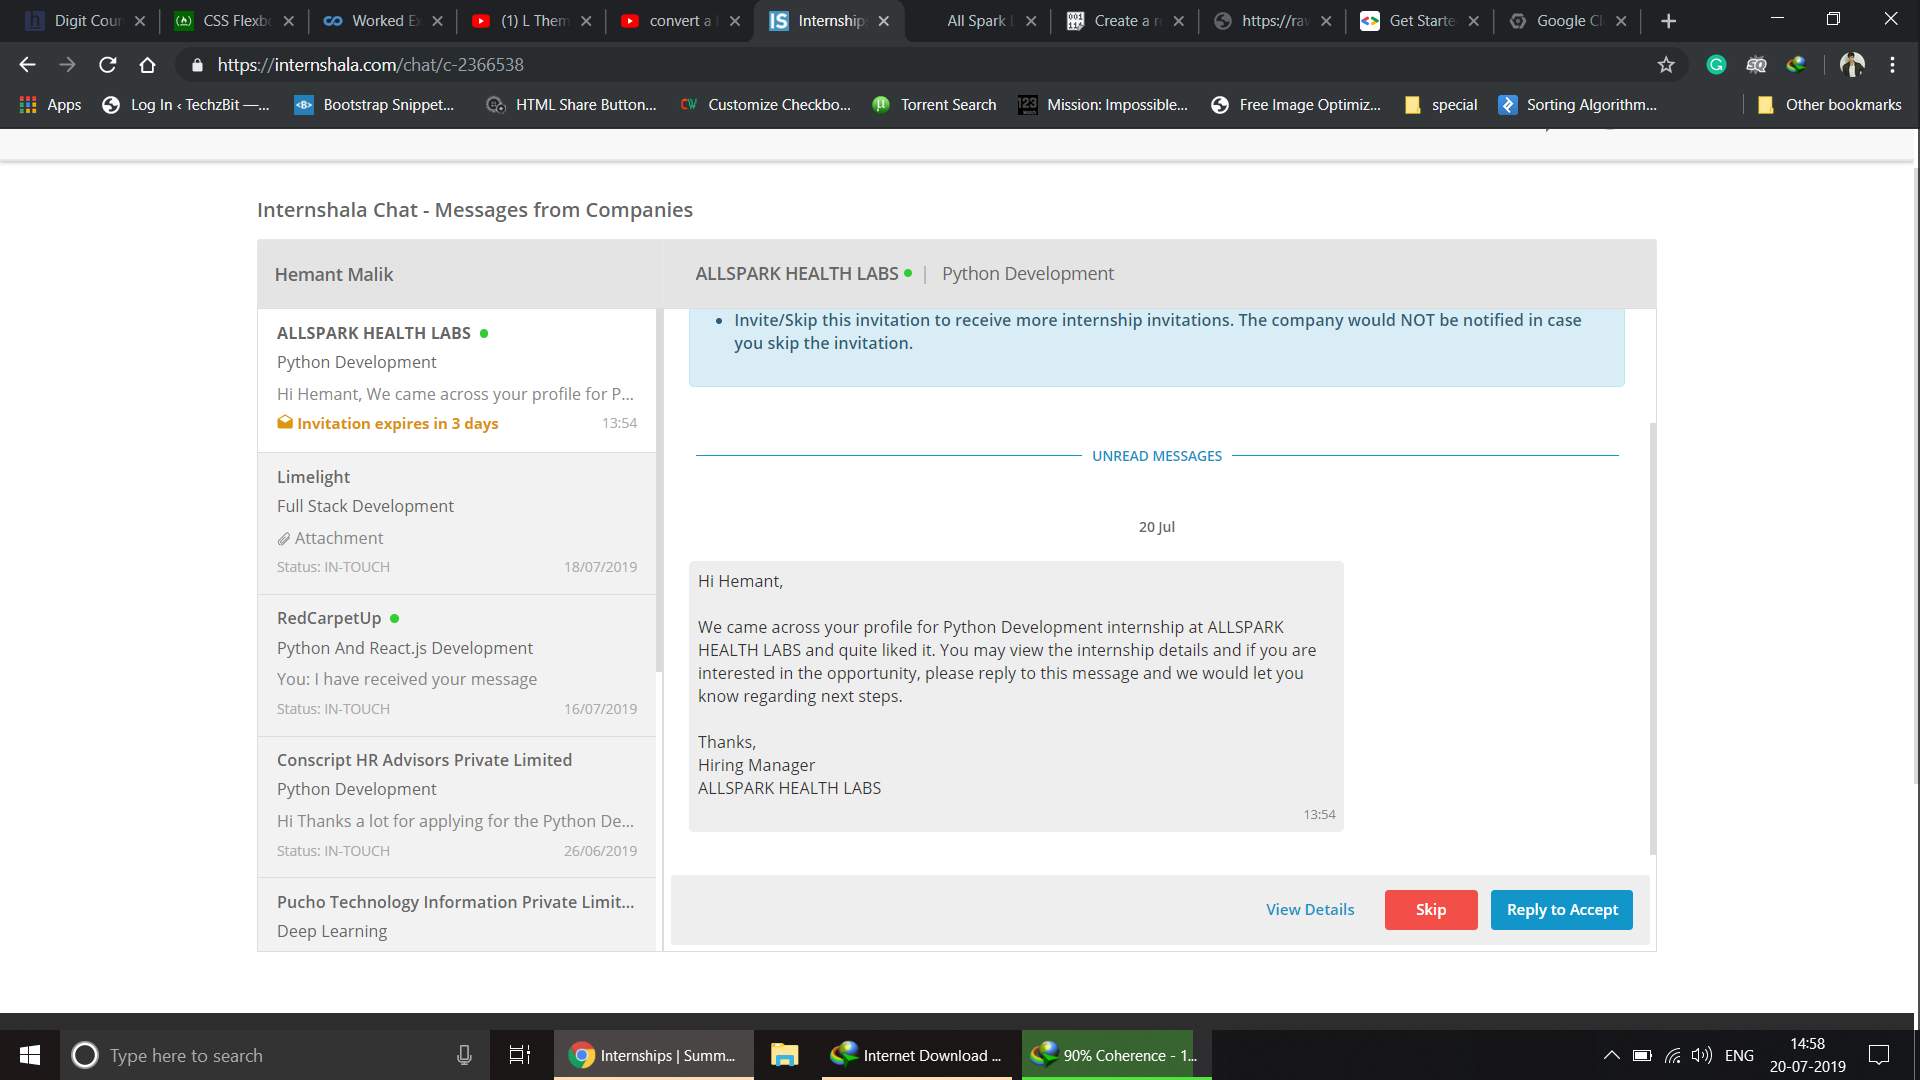 Digit Cour
CSS Flexb
Worked E
(1) L Them
convert a
Internship
All Spark
Create a r
https://rav
Get Starte
Google Cl
https://internshala.com/chat/c-2366538
Apps
Log In ‹ TechzBit —...
Bootstrap Snippet...
HTML Share Button...
Customize Checkbo...
Torrent Search
Mission: Impossible...
Free Image Optimiz...
special
Sorting Algorithm...
Other bookmarks
Internshala Chat - Messages from Companies
Hemant Malik
ALLSPARK HEALTH LABS
Python Development
Hi Hemant, We came across your profile for P...
Invitation expires in 3 days 13:54
Limelight
Full Stack Development
Attachment
Status: IN-TOUCH 18/07/2019
RedCarpetUp
Python And React.js Development
You: I have received your message
Status: IN-TOUCH 16/07/2019
Conscript HR Advisors Private Limited
Python Development
Hi Thanks a lot for applying for the Python De...
Status: IN-TOUCH 26/06/2019
Pucho Technology Information Private Limit...
Deep Learning
ALLSPARK HEALTH LABS | Python Development
• Invite/Skip this invitation to receive more internship invitations. The company would NOT be notified in case
you skip the invitation.
UNREAD MESSAGES
20 Jul
Hi Hemant,
We came across your profile for Python Development internship at ALLSPARK
HEALTH LABS and quite liked it. You may view the internship details and if you are
interested in the opportunity, please reply to this message and we would let you
know regarding next steps.
Thanks,
Hiring Manager
ALLSPARK HEALTH LABS
13:54
View Details
Skip
Reply to Accept
Type here to search
Internships | Summ...
Internet Download ...
90% Coherence - 1...
ENG
14:58
20-07-2019